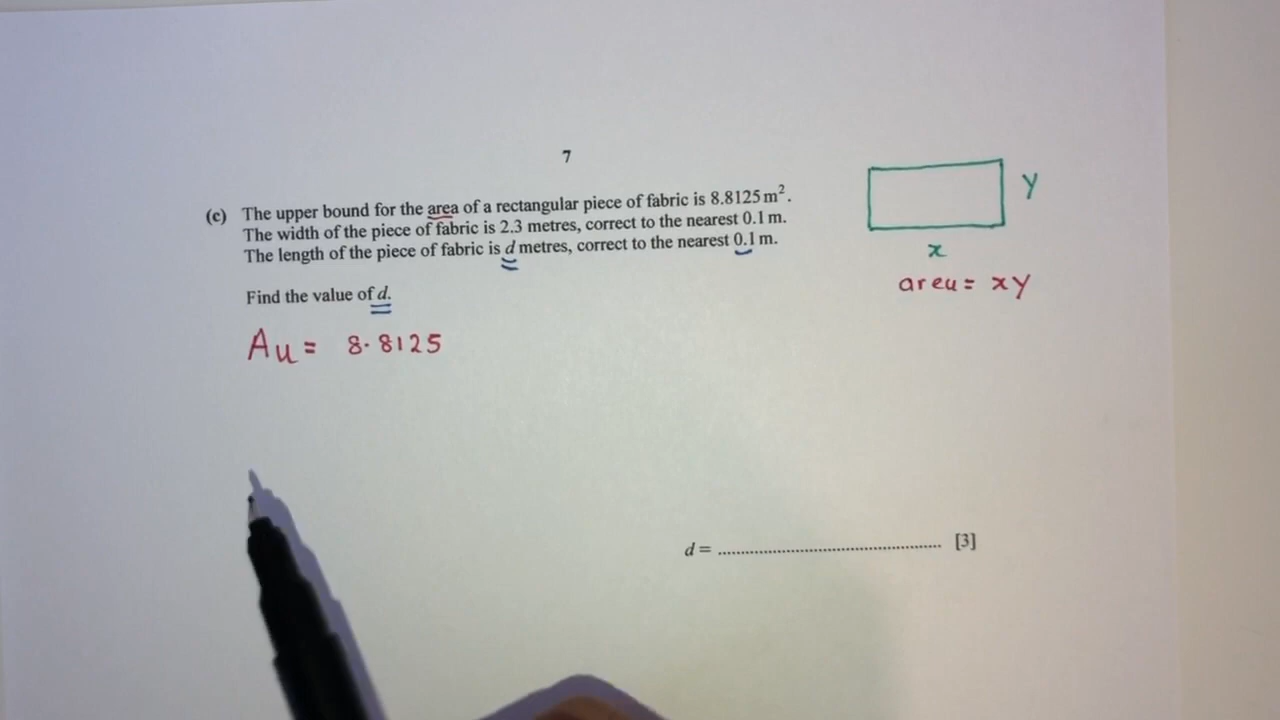 7
(c) The upper bound for the area of a rectangular piece of fabric is 8.8125 m².
The width of the piece of fabric is 2.3 metres, correct to the nearest 0.1 m.
The length of the piece of fabric is d metres, correct to the nearest 0.1 m.
y
x
area = xy
Find the value of d.
Au = 8.8125
d = ................................................ [3]